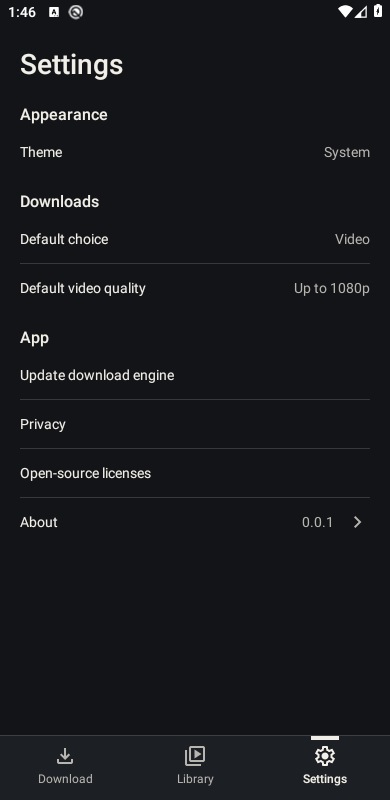 1:46
Settings
Appearance
Theme System
Downloads
Default choice Video
Default video quality Up to 1080p
App
Update download engine
Privacy
Open-source licenses
About 0.0.1
Download Library Settings